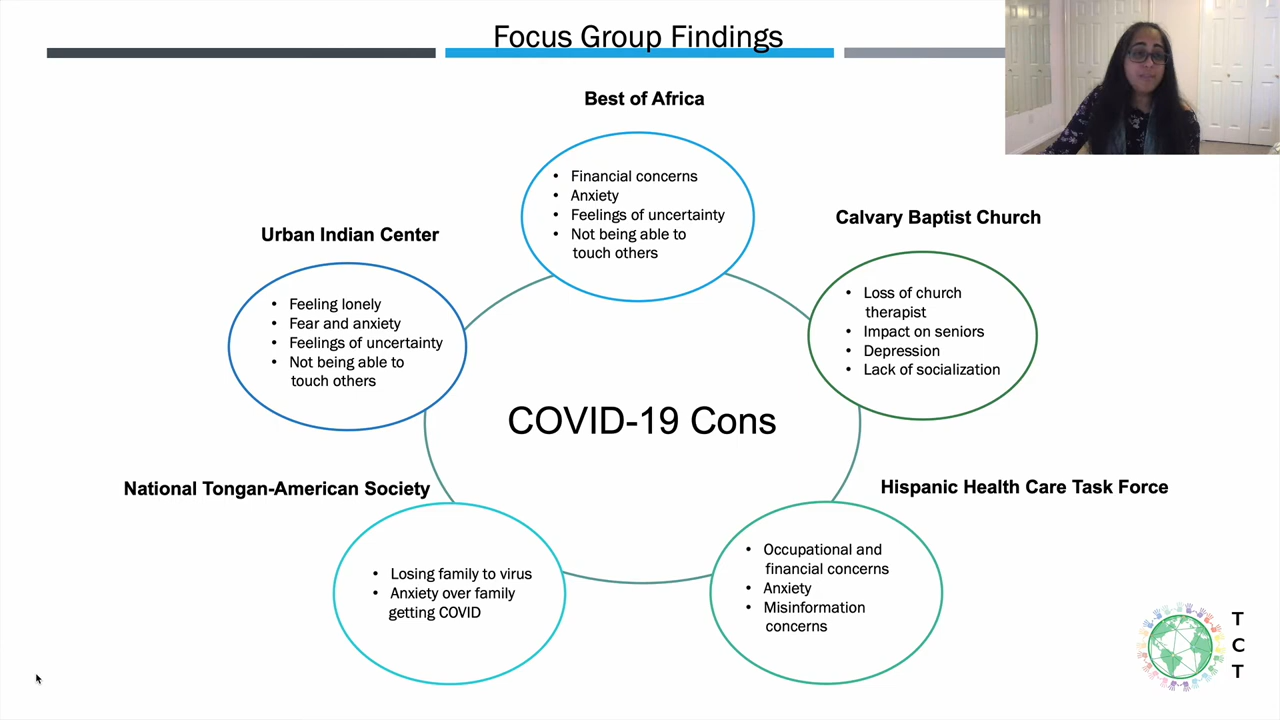 Focus Group Findings
Best of Africa
• Financial concerns
• Anxiety
• Feelings of uncertainty
• Not being able to
touch others
Calvary Baptist Church
• Loss of church
therapist
• Impact on seniors
• Depression
• Lack of socialization
Urban Indian Center
• Feeling lonely
• Fear and anxiety
• Feelings of uncertainty
• Not being able to
touch others
COVID-19 Cons
National Tongan-American Society
• Losing family to virus
• Anxiety over family
getting COVID
Hispanic Health Care Task Force
• Occupational and
financial concerns
• Anxiety
• Misinformation
concerns
T
C
T